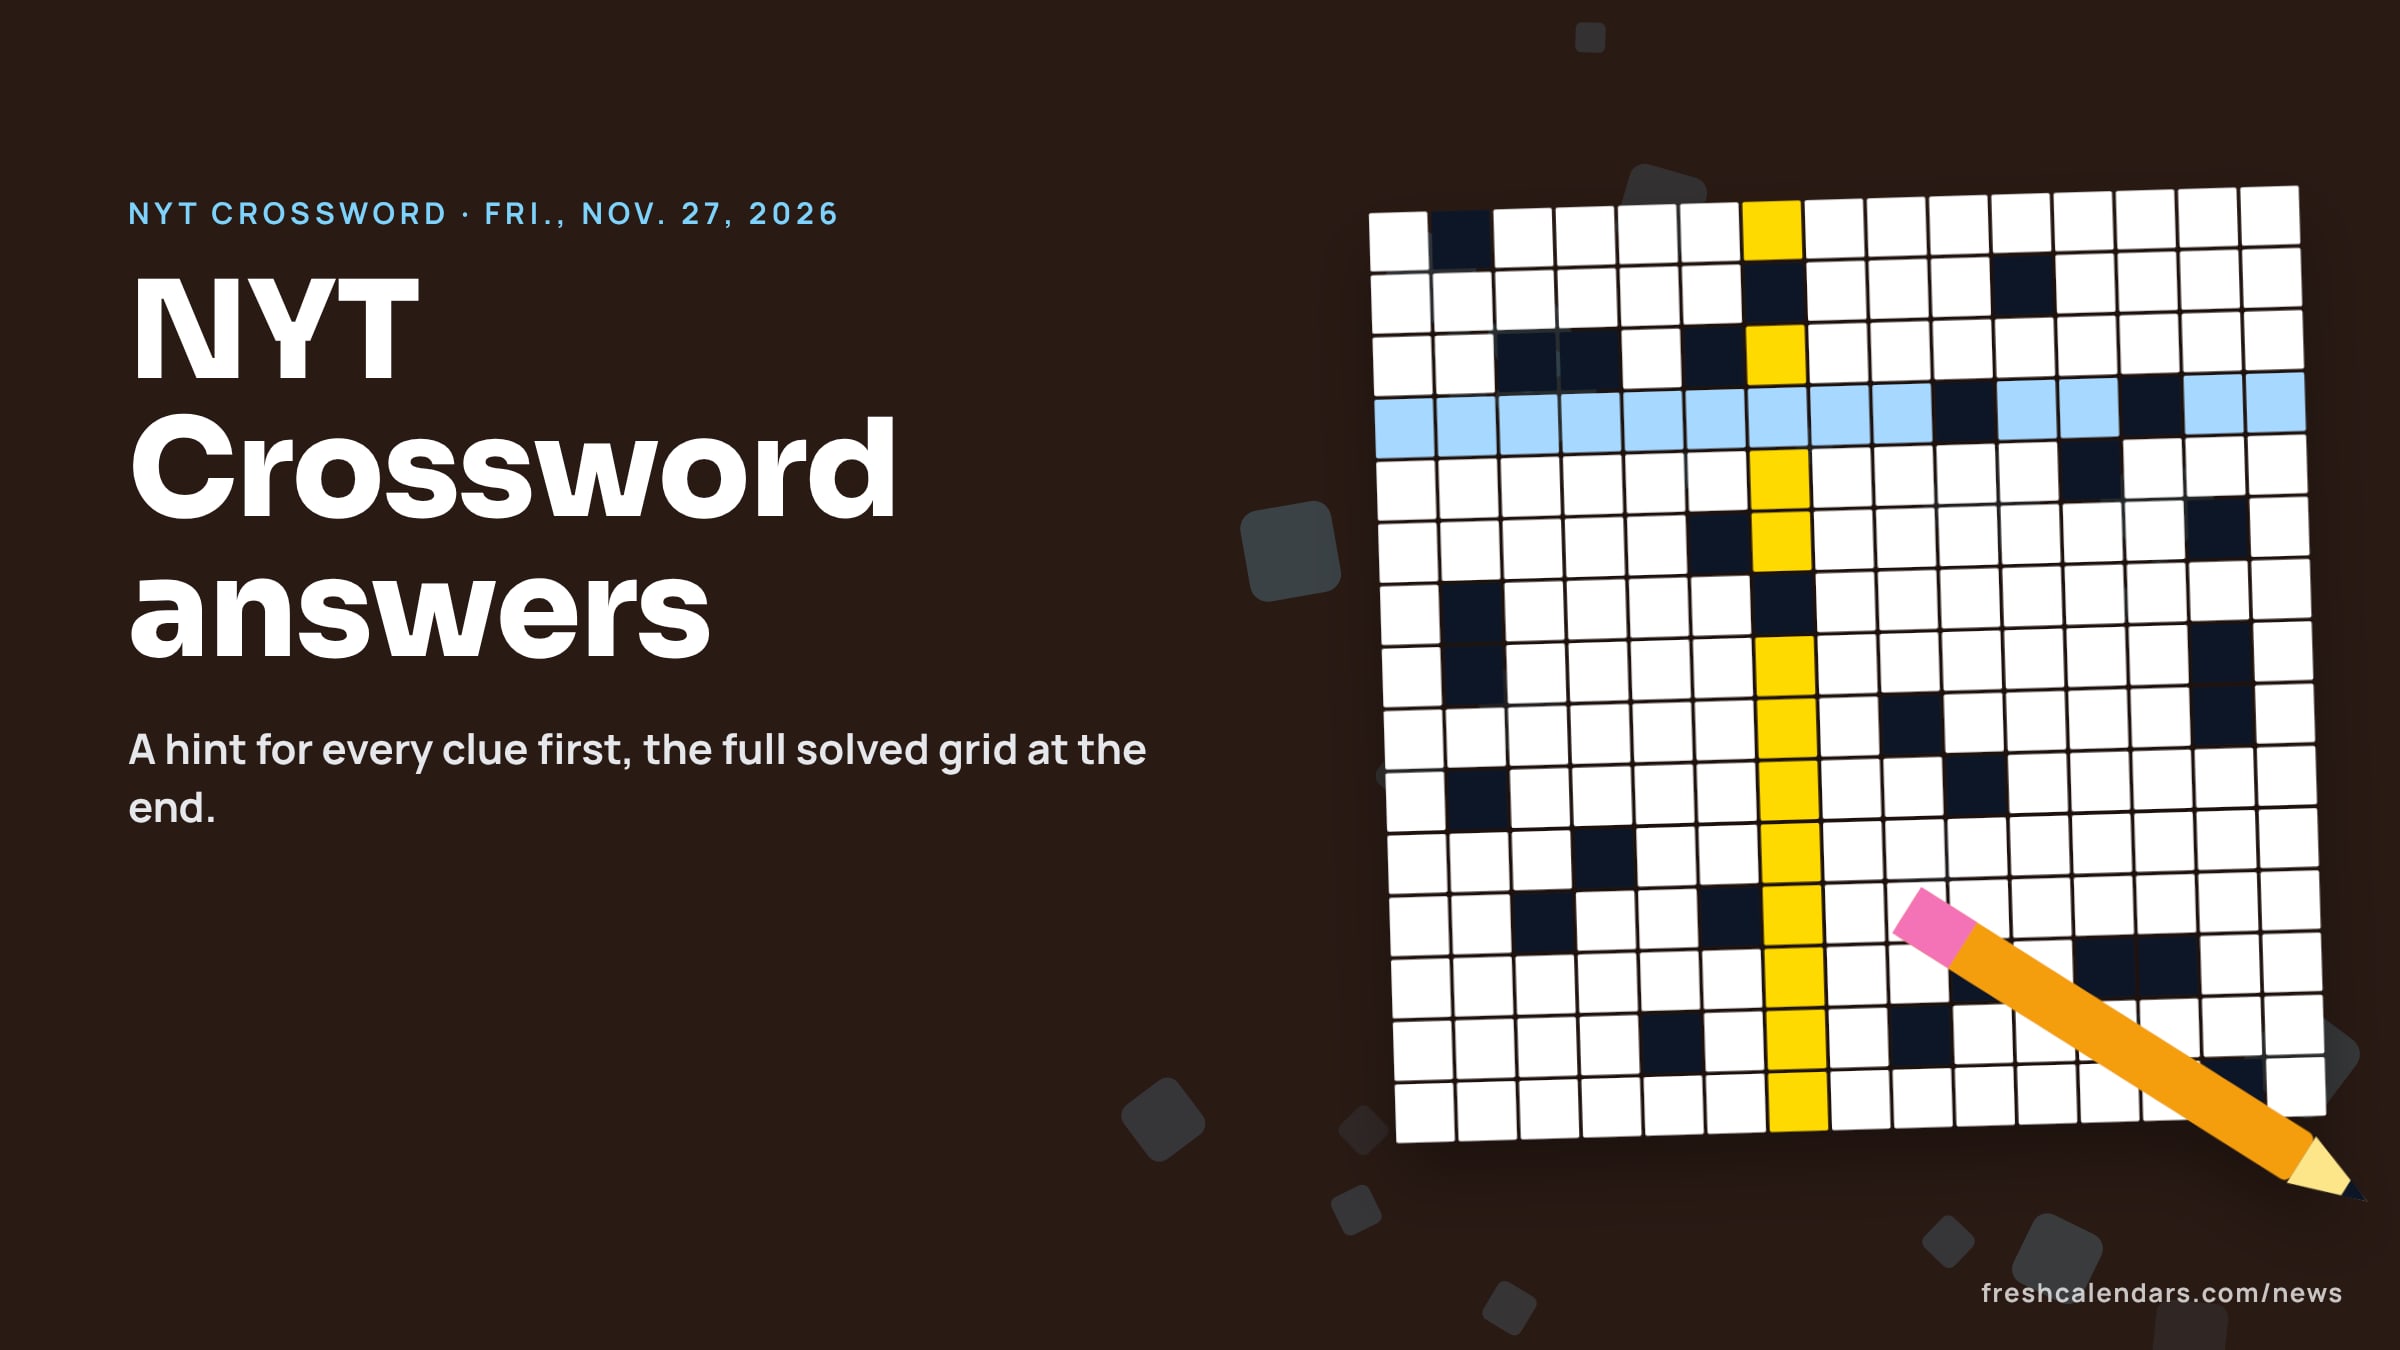 NYT CROSSWORD · FRI., NOV. 27, 2026
NYT
Crossword
answers
A hint for every clue first, the full solved grid at the
end.
freshcalendars.com/news